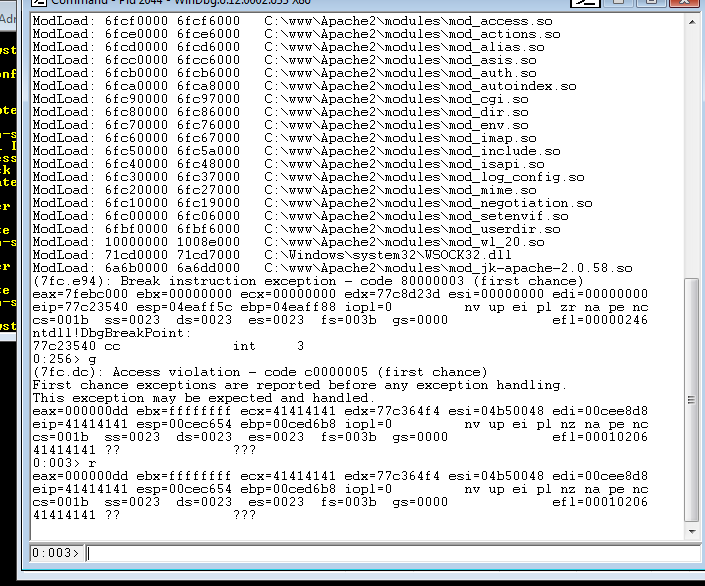 Command - Pid 2044 - WinDbg:6.12.0002.633 X86
ModLoad: 6fcf0000 6fcf6000   C:\www\Apache2\modules\mod_access.so
ModLoad: 6fce0000 6fce6000   C:\www\Apache2\modules\mod_actions.so
ModLoad: 6fcd0000 6fcd6000   C:\www\Apache2\modules\mod_alias.so
ModLoad: 6fcc0000 6fcc6000   C:\www\Apache2\modules\mod_asis.so
ModLoad: 6fcb0000 6fcb6000   C:\www\Apache2\modules\mod_auth.so
ModLoad: 6fca0000 6fca8000   C:\www\Apache2\modules\mod_autoindex.so
ModLoad: 6fc90000 6fc97000   C:\www\Apache2\modules\mod_cgi.so
ModLoad: 6fc80000 6fc86000   C:\www\Apache2\modules\mod_dir.so
ModLoad: 6fc70000 6fc76000   C:\www\Apache2\modules\mod_env.so
ModLoad: 6fc60000 6fc67000   C:\www\Apache2\modules\mod_imap.so
ModLoad: 6fc50000 6fc5a000   C:\www\Apache2\modules\mod_include.so
ModLoad: 6fc40000 6fc48000   C:\www\Apache2\modules\mod_isapi.so
ModLoad: 6fc30000 6fc37000   C:\www\Apache2\modules\mod_log_config.so
ModLoad: 6fc20000 6fc27000   C:\www\Apache2\modules\mod_mime.so
ModLoad: 6fc10000 6fc19000   C:\www\Apache2\modules\mod_negotiation.so
ModLoad: 6fc00000 6fc06000   C:\www\Apache2\modules\mod_setenvif.so
ModLoad: 6fbf0000 6fbf6000   C:\www\Apache2\modules\mod_userdir.so
ModLoad: 10000000 1008e000   C:\www\Apache2\modules\mod_wl_20.so
ModLoad: 71cd0000 71cd7000   C:\Windows\system32\WSOCK32.dll
ModLoad: 6a6b0000 6a6dd000   C:\www\Apache2\modules\mod_jk-apache-2.0.58.so
(7fc.e94): Break instruction exception - code 80000003 (first chance)
eax=7febc000 ebx=00000000 ecx=00000000 edx=77c8d23d esi=00000000 edi=00000000
eip=77c23540 esp=04eaff5c ebp=04eaff88 iopl=0         nv up ei pl zr na pe nc
cs=001b  ss=0023  ds=0023  es=0023  fs=003b  gs=0000             efl=00000246
ntdll!DbgBreakPoint:
77c23540 cc              int     3
0:256> g
(7fc.dc): Access violation - code c0000005 (first chance)
First chance exceptions are reported before any exception handling.
This exception may be expected and handled.
eax=000000dd ebx=ffffffff ecx=41414141 edx=77c364f4 esi=04b50048 edi=00cee8d8
eip=41414141 esp=00cec654 ebp=00ced6b8 iopl=0         nv up ei pl nz na pe nc
cs=001b  ss=0023  ds=0023  es=0023  fs=003b  gs=0000             efl=00010206
41414141 ??              ???
0:003> r
eax=000000dd ebx=ffffffff ecx=41414141 edx=77c364f4 esi=04b50048 edi=00cee8d8
eip=41414141 esp=00cec654 ebp=00ced6b8 iopl=0         nv up ei pl nz na pe nc
cs=001b  ss=0023  ds=0023  es=0023  fs=003b  gs=0000             efl=00010206
41414141 ??              ???
0:003>